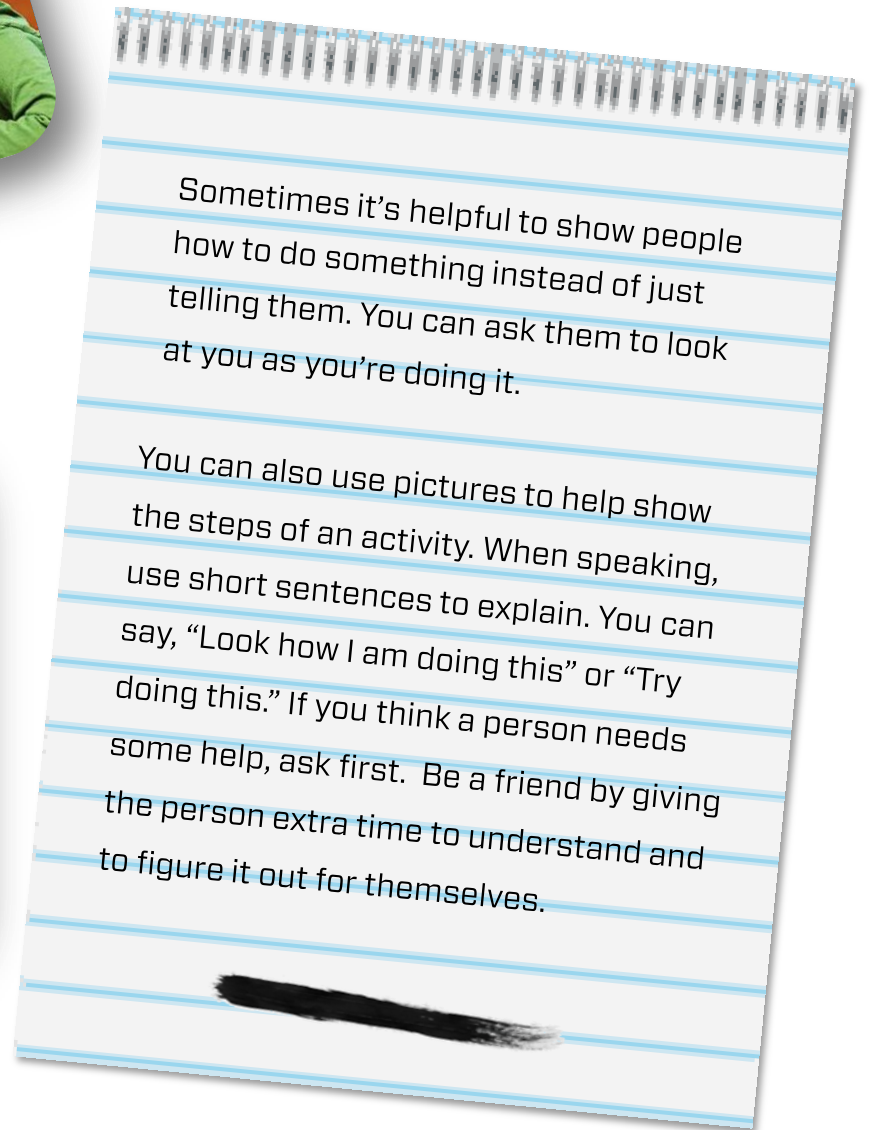 Sometimes it’s helpful to show people
how to do something instead of just
telling them. You can ask them to look
at you as you’re doing it.
You can also use pictures to help show
the steps of an activity. When speaking,
use short sentences to explain. You can
say, “Look how I am doing this” or “Try
doing this.” If you think a person needs
some help, ask first.  Be a friend by giving
the person extra time to understand and
to figure it out for themselves.